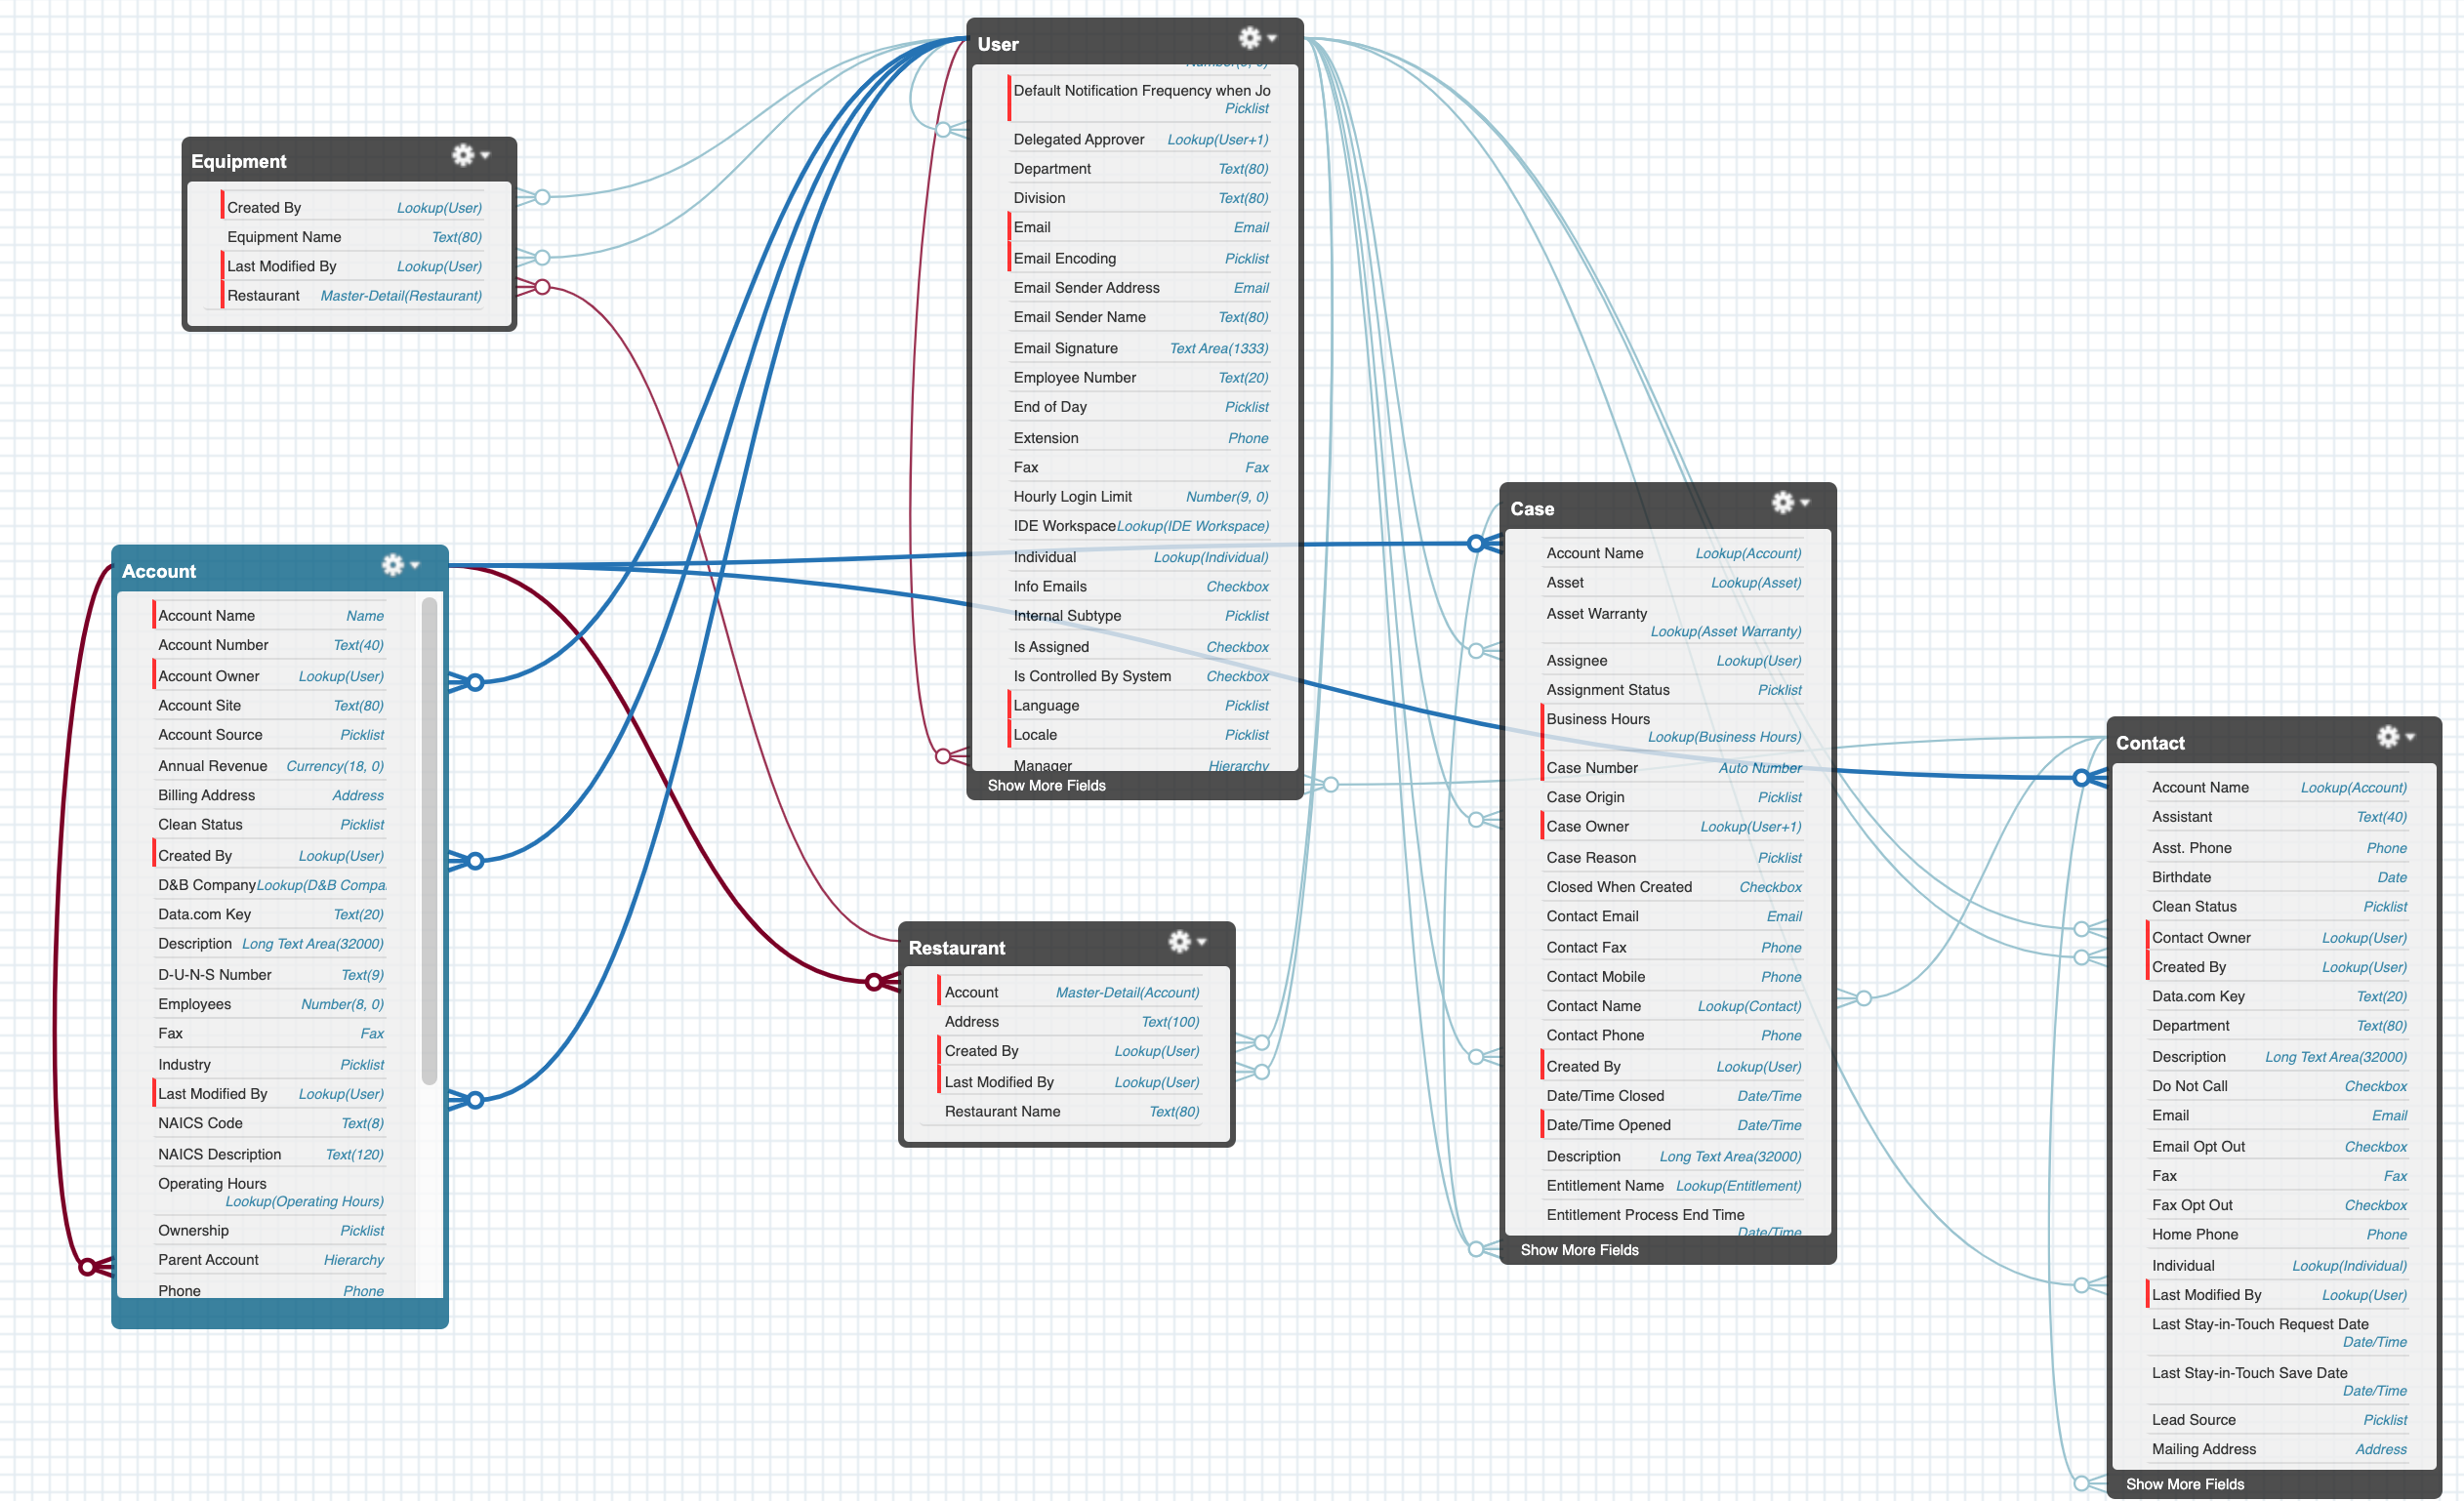 User
Default Notification Frequency when Jo
Picklist
Delegated Approver Lookup(User+1)
Department Text(80)
Division Text(80)
Email Email
Email Encoding Picklist
Email Sender Address Email
Email Sender Name Text(80)
Email Signature Text Area(1333)
Employee Number Text(20)
End of Day Picklist
Extension Phone
Fax Fax
Hourly Login Limit Number(9, 0)
IDE Workspace Lookup(IDE Workspace)
Individual Lookup(Individual)
Info Emails Checkbox
Internal Subtype Picklist
Is Assigned Checkbox
Is Controlled By System Checkbox
Language Picklist
Locale Picklist
Manager Hierarchy
Show More Fields
Equipment
Created By Lookup(User)
Equipment Name Text(80)
Last Modified By Lookup(User)
Restaurant Master-Detail(Restaurant)
Account
Account Name Name
Account Number Text(40)
Account Owner Lookup(User)
Account Site Text(80)
Account Source Picklist
Annual Revenue Currency(18, 0)
Billing Address Address
Clean Status Picklist
Created By Lookup(User)
D&B Company Lookup(D&B Compa
Data.com Key Text(20)
Description Long Text Area(32000)
D-U-N-S Number Text(9)
Employees Number(8, 0)
Fax Fax
Industry Picklist
Last Modified By Lookup(User)
NAICS Code Text(8)
NAICS Description Text(120)
Operating Hours
Lookup(Operating Hours)
Ownership Picklist
Parent Account Hierarchy
Phone Phone
Restaurant
Account Master-Detail(Account)
Address Text(100)
Created By Lookup(User)
Last Modified By Lookup(User)
Restaurant Name Text(80)
Case
Account Name Lookup(Account)
Asset Lookup(Asset)
Asset Warranty
Lookup(Asset Warranty)
Assignee Lookup(User)
Assignment Status Picklist
Business Hours
Lookup(Business Hours)
Case Number Auto Number
Case Origin Picklist
Case Owner Lookup(User+1)
Case Reason Picklist
Closed When Created Checkbox
Contact Email Email
Contact Fax Phone
Contact Mobile Phone
Contact Name Lookup(Contact)
Contact Phone Phone
Created By Lookup(User)
Date/Time Closed Date/Time
Date/Time Opened Date/Time
Description Long Text Area(32000)
Entitlement Name Lookup(Entitlement)
Entitlement Process End Time
Date/Time
Show More Fields
Contact
Account Name Lookup(Account)
Assistant Text(40)
Asst. Phone Phone
Birthdate Date
Clean Status Picklist
Contact Owner Lookup(User)
Created By Lookup(User)
Data.com Key Text(20)
Department Text(80)
Description Long Text Area(32000)
Do Not Call Checkbox
Email Email
Email Opt Out Checkbox
Fax Fax
Fax Opt Out Checkbox
Home Phone Phone
Individual Lookup(Individual)
Last Modified By Lookup(User)
Last Stay-in-Touch Request Date
Date/Time
Last Stay-in-Touch Save Date
Date/Time
Lead Source Picklist
Mailing Address Address
Show More Fields